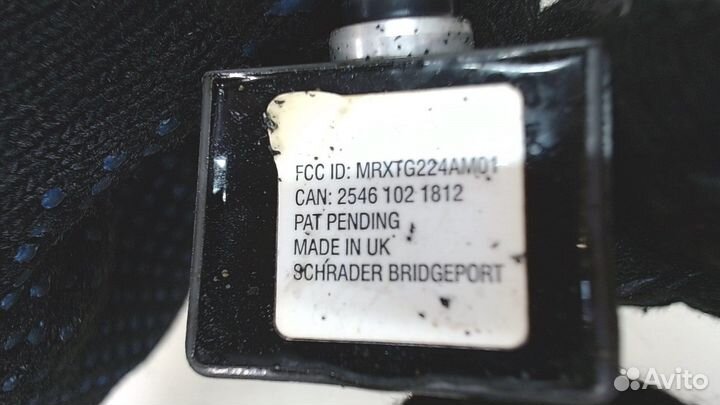 FCC ID: MRXTG224AM01
CAN: 2546 102 1812
PAT PENDING
MADE IN UK
SCHRADER BRIDGEPORT
Avito